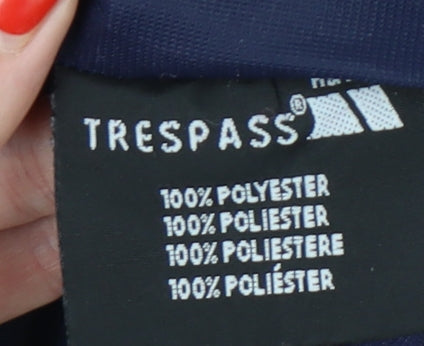 TRESPASS®
100% POLYESTER
100% POLIESTER
100% POLIESTERE
100% POLIÉSTER